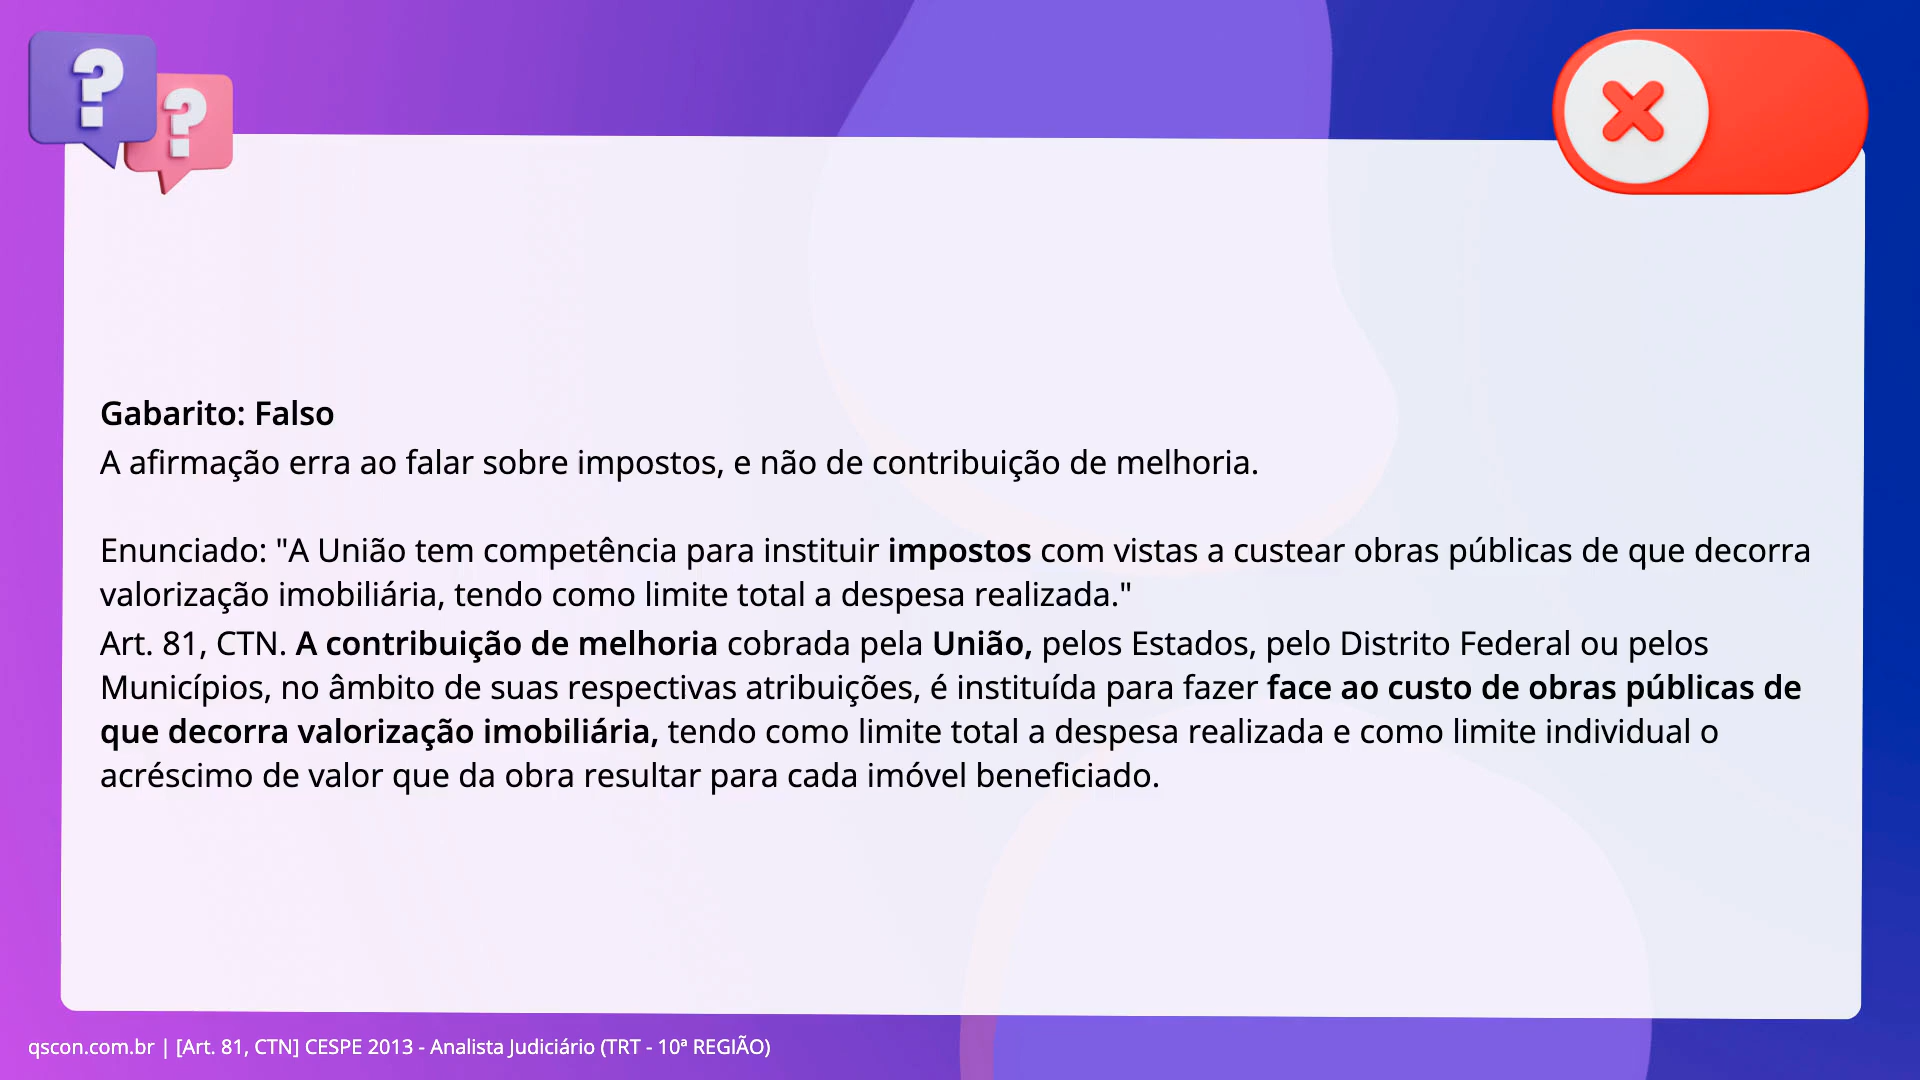 ? ?
Gabarito: Falso
A afirmação erra ao falar sobre impostos, e não de contribuição de melhoria.
Enunciado: "A União tem competência para instituir impostos com vistas a custear obras públicas de que decorra
valorização imobiliária, tendo como limite total a despesa realizada."
Art. 81, CTN. A contribuição de melhoria cobrada pela União, pelos Estados, pelo Distrito Federal ou pelos
Municípios, no âmbito de suas respectivas atribuições, é instituída para fazer face ao custo de obras públicas de
que decorra valorização imobiliária, tendo como limite total a despesa realizada e como limite individual o
acréscimo de valor que da obra resultar para cada imóvel beneficiado.
qscon.com.br | [Art. 81, CTN] CESPE 2013 - Analista Judiciário (TRT - 10ª REGIÃO)